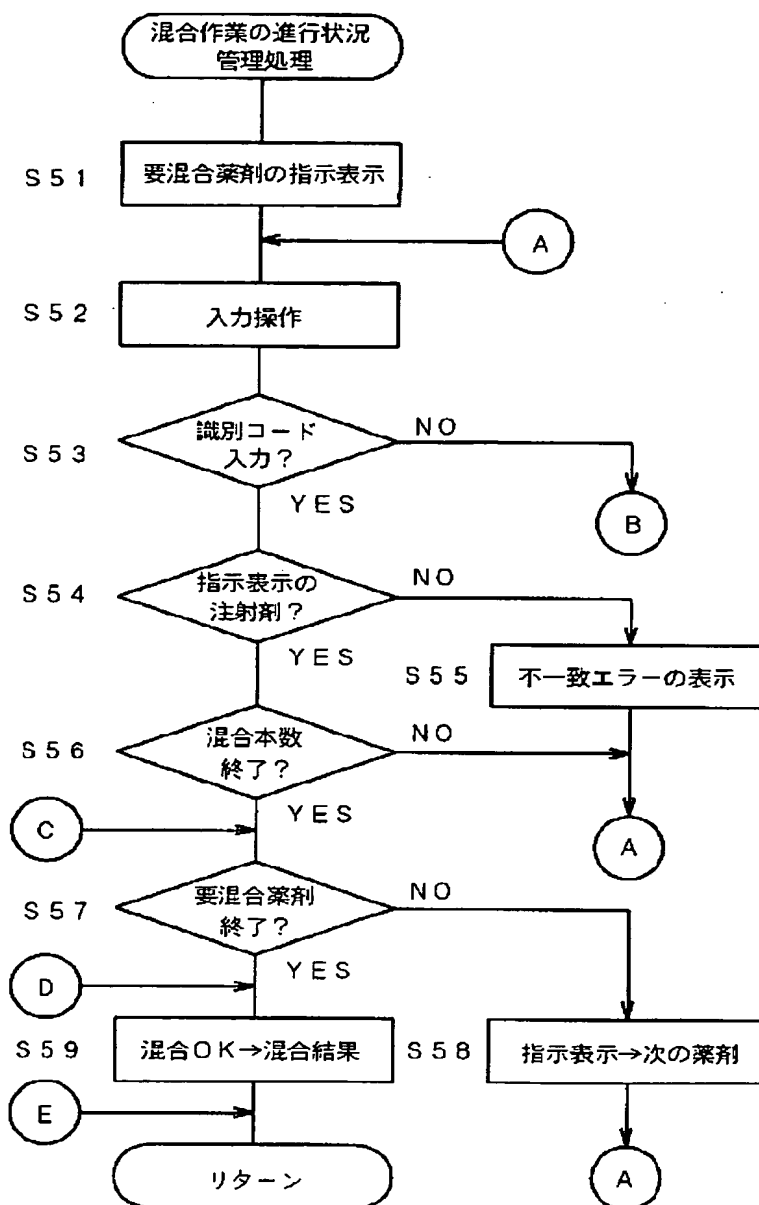 混合作業の進行状況
管理処理
S51
要混合薬剤の指示表示
A
S52
入力操作
S53
識別コード
入力？
NO
B
YES
S54
指示表示の
注射剤？
NO
YES
S55
不一致エラーの表示
S56
混合本数
終了？
NO
YES
C
A
S57
要混合薬剤
終了？
NO
YES
D
S59
混合OK→混合結果
S58
指示表示→次の薬剤
E
リターン
A